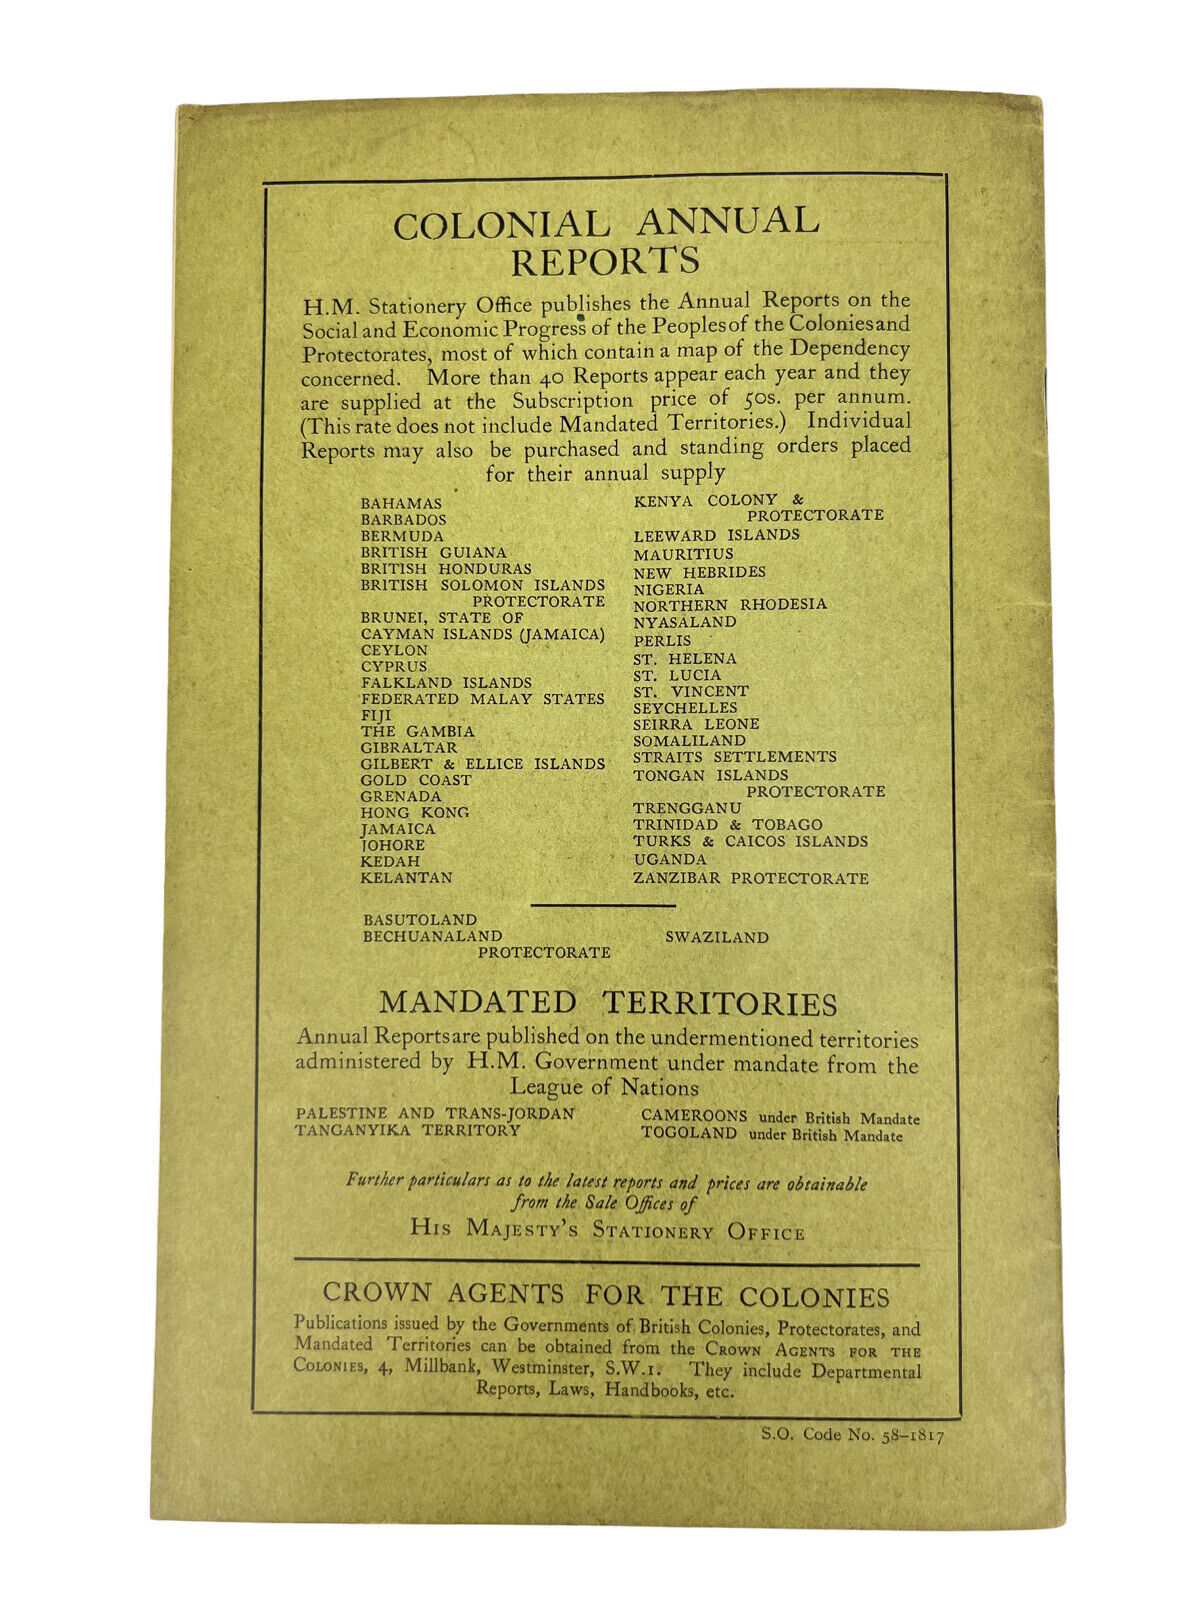 COLONIAL ANNUAL
REPORTS
H.M. Stationery Office publishes the Annual Reports on the
Social and Economic Progress of the Peoples of the Colonies and
Protectorates, most of which contain a map of the Dependency
concerned. More than 40 Reports appear each year and they
are supplied at the Subscription price of 50s. per annum.
(This rate does not include Mandated Territories.) Individual
Reports may also be purchased and standing orders placed
for their annual supply
BAHAMAS
BARBADOS
BERMUDA
BRITISH GUIANA
BRITISH HONDURAS
BRITISH SOLOMON ISLANDS
PROTECTORATE
BRUNEI, STATE OF
CAYMAN ISLANDS (JAMAICA)
CEYLON
CYPRUS
FALKLAND ISLANDS
FEDERATED MALAY STATES
FIJI
THE GAMBIA
GIBRALTAR
GILBERT & ELLICE ISLANDS
GOLD COAST
GRENADA
HONG KONG
JAMAICA
JOHORE
KEDAH
KELANTAN
KENYA COLONY &
PROTECTORATE
LEEWARD ISLANDS
MAURITIUS
NEW HEBRIDES
NIGERIA
NORTHERN RHODESIA
NYASALAND
PERLIS
ST. HELENA
ST. LUCIA
ST. VINCENT
SEYCHELLES
SEIRRA LEONE
SOMALILAND
STRAITS SETTLEMENTS
TONGAN ISLANDS
PROTECTORATE
TRENGGANU
TRINIDAD & TOBAGO
TURKS & CAICOS ISLANDS
UGANDA
ZANZIBAR PROTECTORATE
BASUTOLAND
BECHUANALAND
PROTECTORATE
SWAZILAND
MANDATED TERRITORIES
Annual Reports are published on the undermentioned territories
administered by H.M. Government under mandate from the
League of Nations
PALESTINE AND TRANS-JORDAN
TANGANYIKA TERRITORY
CAMEROONS under British Mandate
TOGOLAND under British Mandate
Further particulars as to the latest reports and prices are obtainable
from the Sale Offices of
HIS MAJESTY'S STATIONERY OFFICE
CROWN AGENTS FOR THE COLONIES
Publications issued by the Governments of British Colonies, Protectorates, and
Mandated Territories can be obtained from the CROWN AGENTS FOR THE
COLONIES, 4, Millbank, Westminster, S.W.1. They include Departmental
Reports, Laws, Handbooks, etc.
S.O. Code No. 58-1817